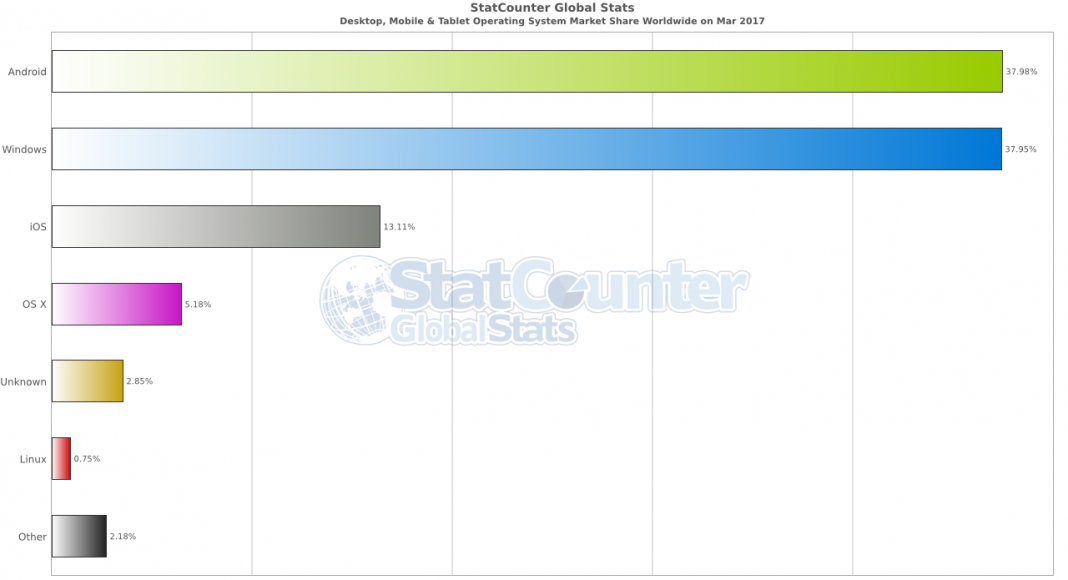 StatCounter Global Stats
Desktop, Mobile & Tablet Operating System Market Share Worldwide on Mar 2017
Android 37.98%
Windows 37.95%
iOS 13.11%
StatCounter
GlobalStats
OS X 5.18%
Unknown 2.85%
Linux 0.75%
Other 2.18%